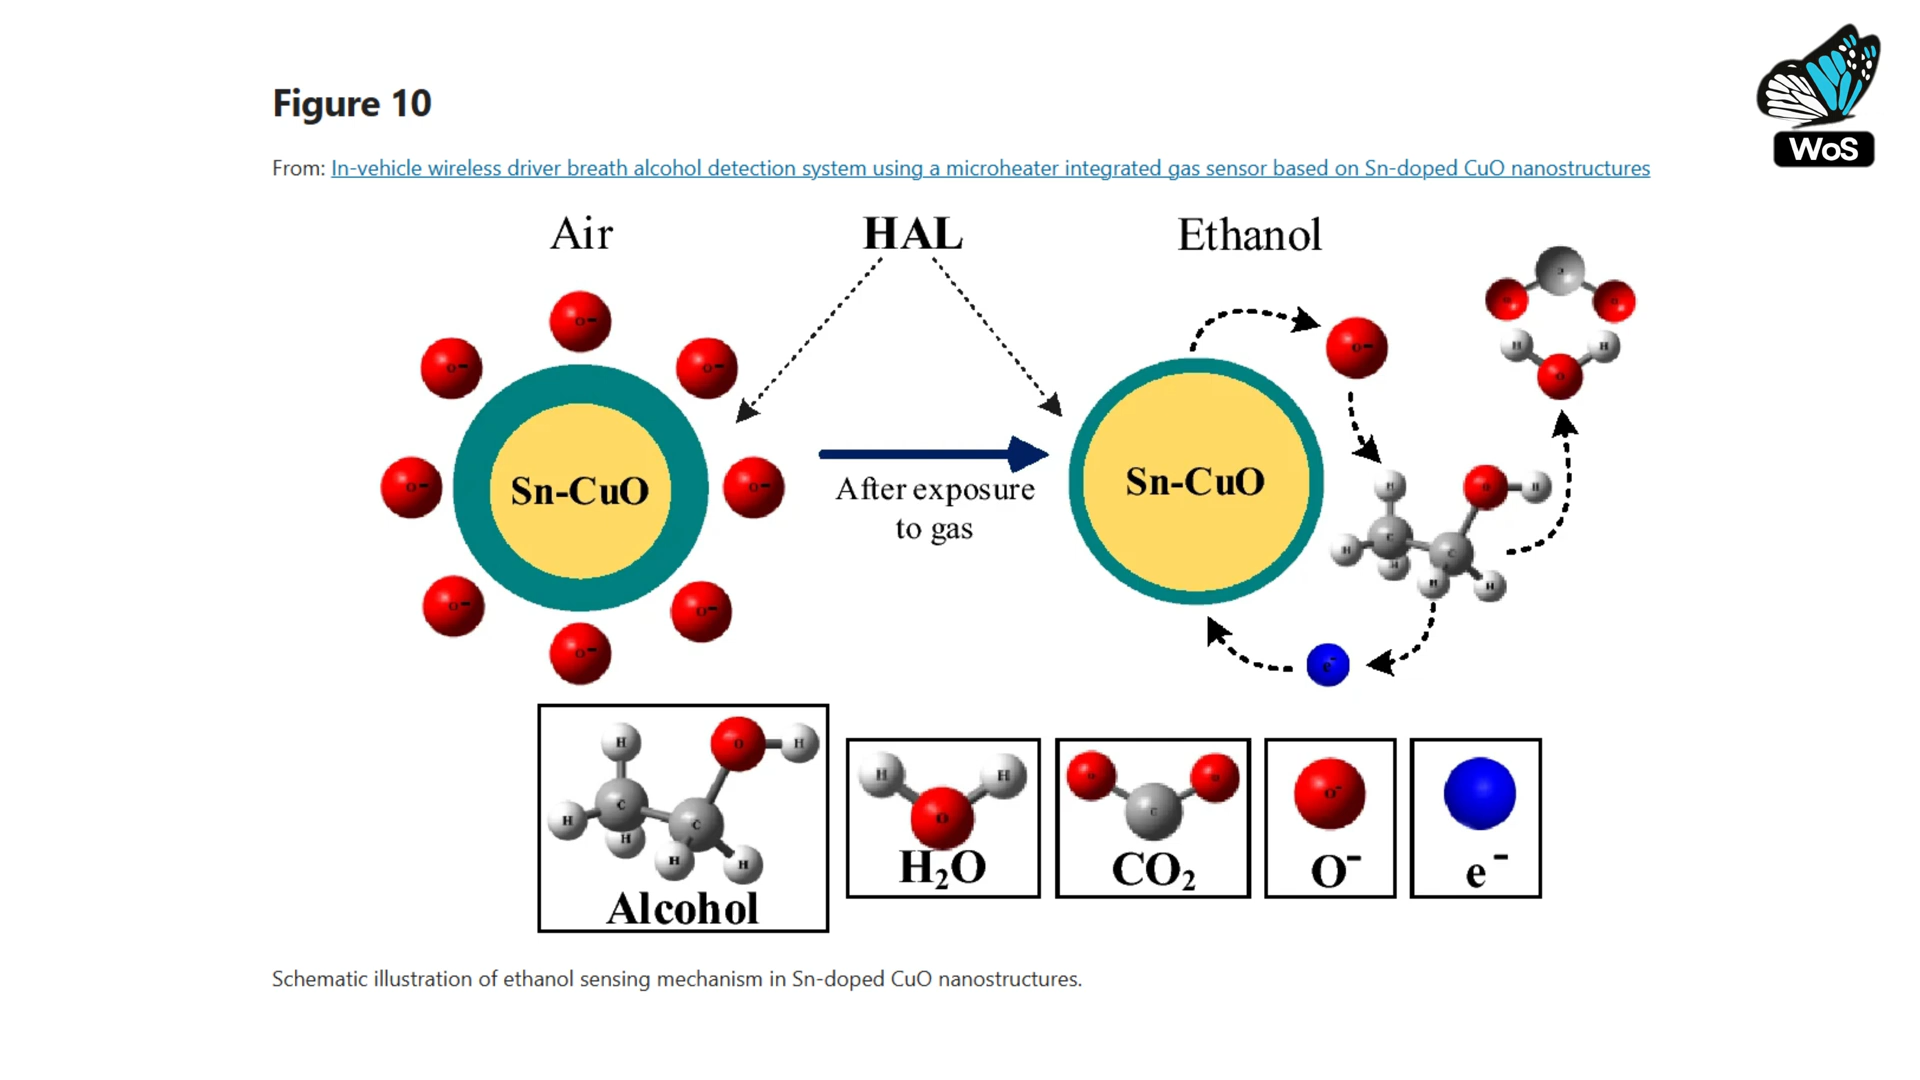 WoS
Figure 10
From: In-vehicle wireless driver breath alcohol detection system using a microheater integrated gas sensor based on Sn-doped CuO nanostructures
Air
HAL
Ethanol
O⁻
O⁻
O⁻
O⁻
O⁻
O⁻
O⁻
O⁻
Sn-CuO
After exposure
to gas
Sn-CuO
O⁻
H H
O
H
O H
C
H
C
H
H
H
e⁻
H
O H
C
H
C
H
H
H
Alcohol
H H
O
H₂O
O O
C
CO₂
O⁻
O⁻
e⁻
Schematic illustration of ethanol sensing mechanism in Sn-doped CuO nanostructures.